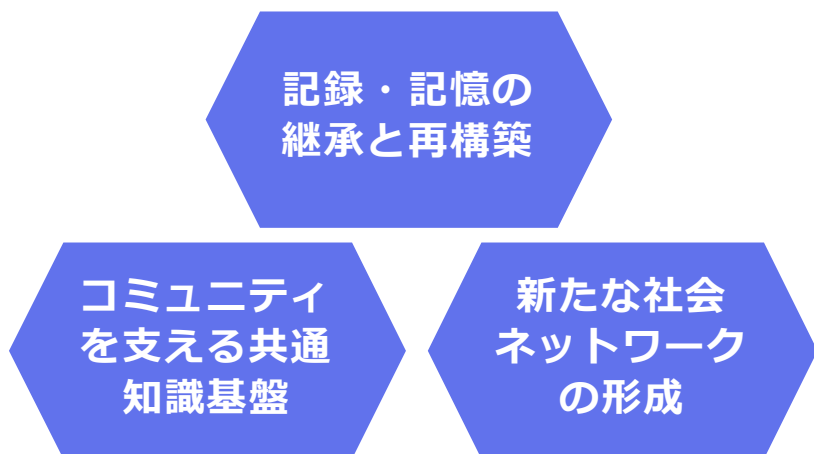 記録・記憶の
継承と再構築
コミュニティ
を支える共通
知識基盤
新たな社会
ネットワーク
の形成